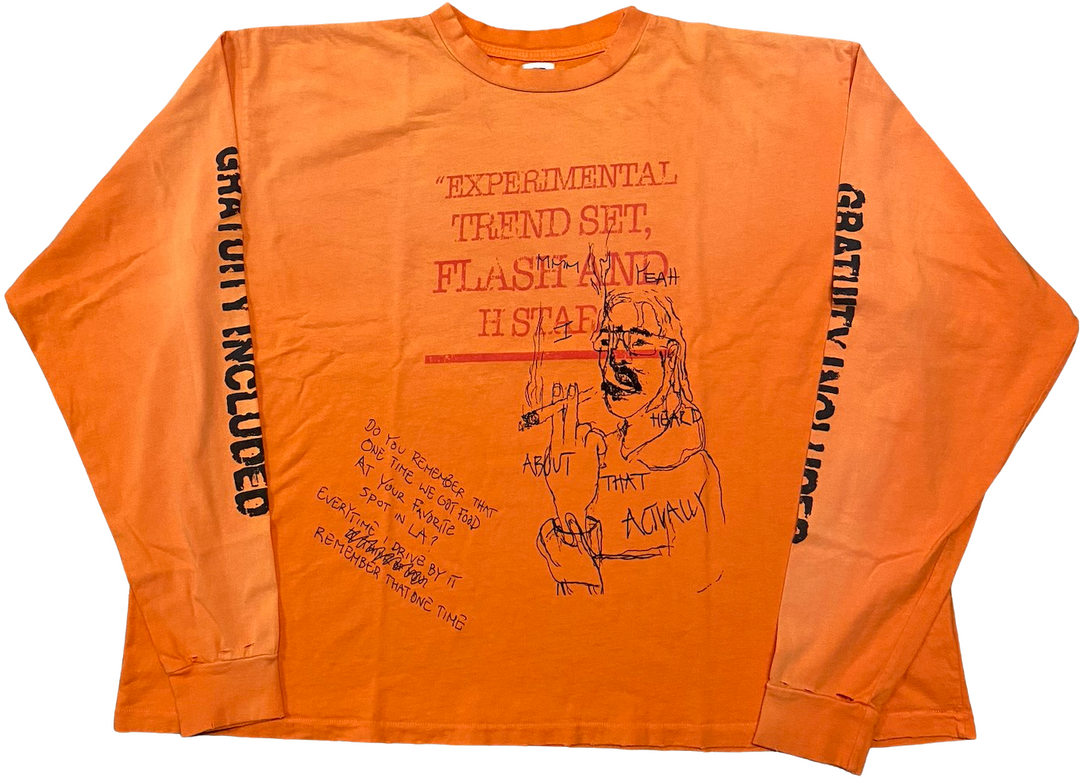 "EXPERIMENTAL
TREND SET,
FLASH AND
H STAR
MMM YEAH
I
HEARD
ABOUT
THAT
ACTUALLY
DO YOU REMEMBER THAT
ONE TIME WE GOT FOOD
AT YOUR FAVORITE
SPOT IN LA?
EVERYTIME I DRIVE BY IT
REMEMBER THAT ONE TIME
GRATUITY INCLUDED
GRATUITY INCLUDED